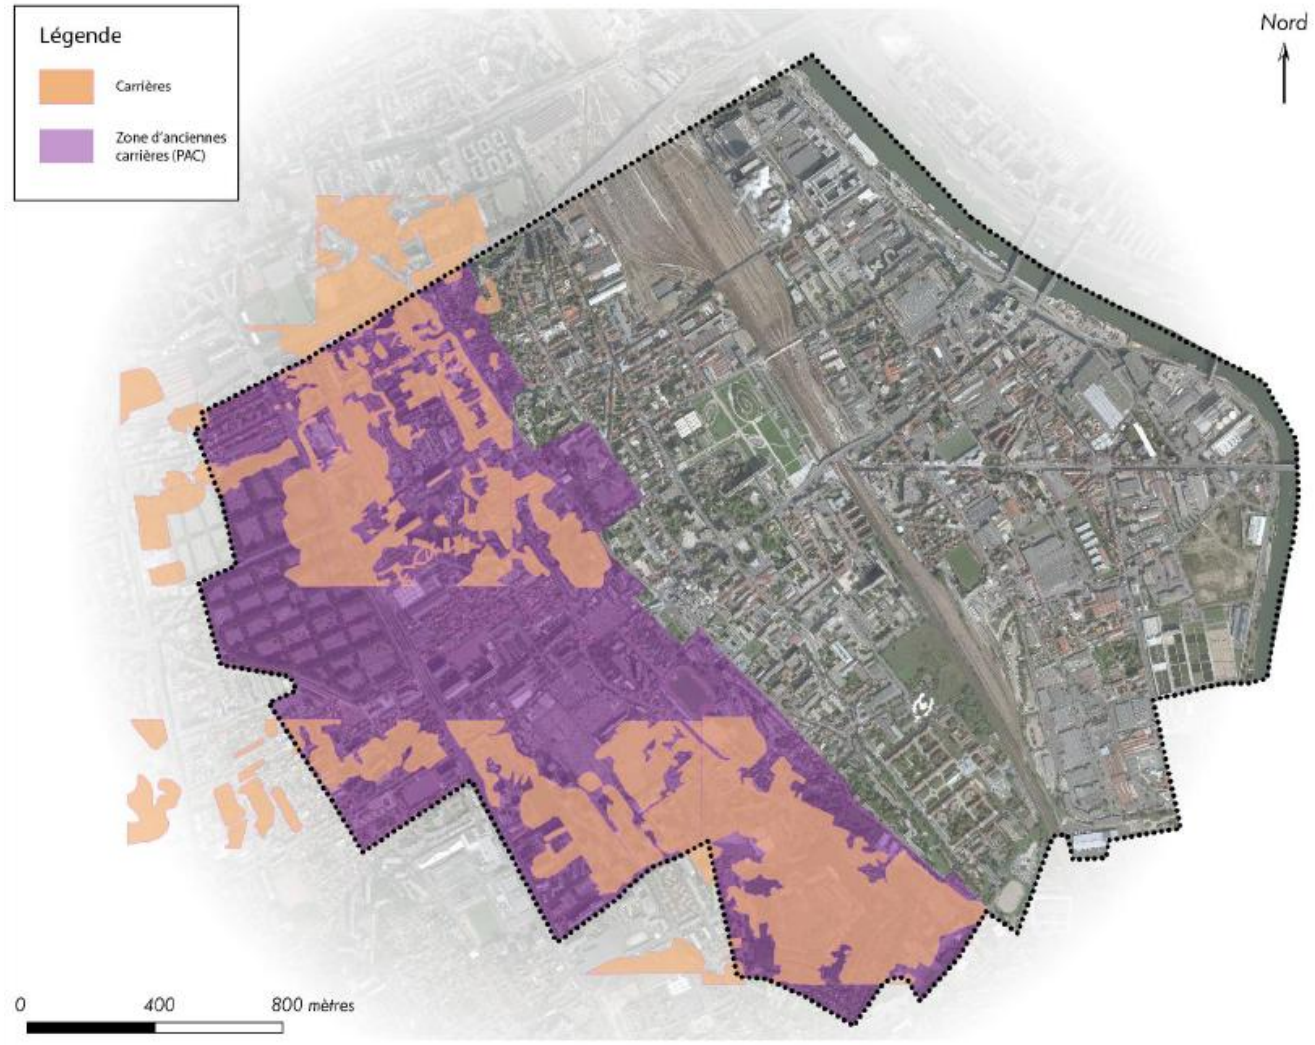 Légende
Carrières
Zone d'anciennes
carrières (PAC)
Nord
0 400 800 mètres